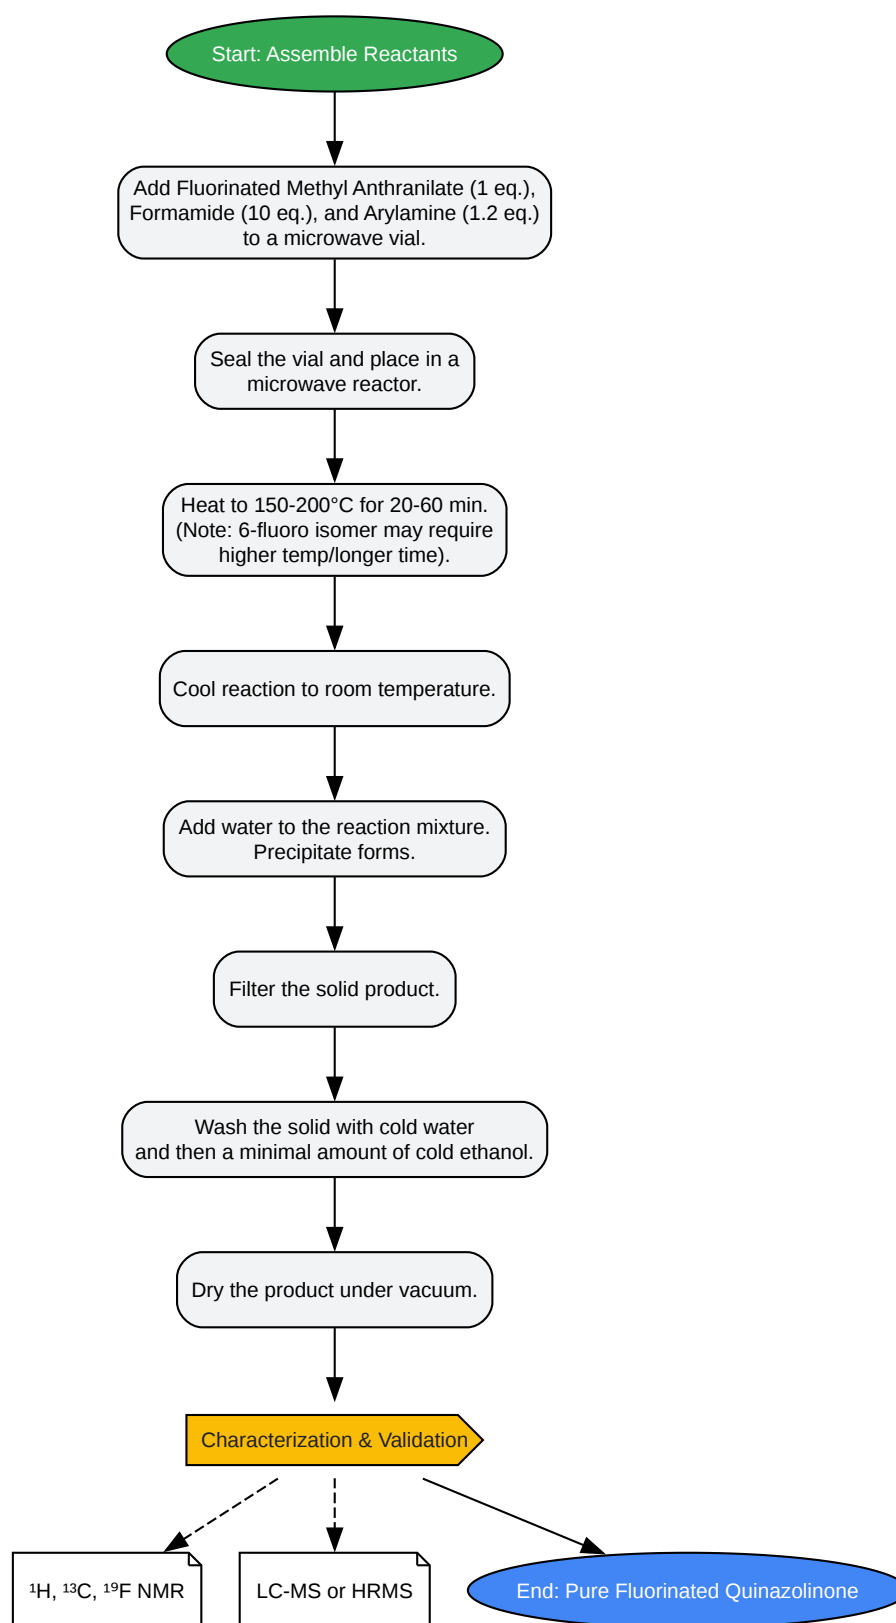 Start: Assemble Reactants
Add Fluorinated Methyl Anthranilate (1 eq.),
Formamide (10 eq.), and Arylamine (1.2 eq.)
to a microwave vial.
Seal the vial and place in a
microwave reactor.
Heat to 150-200°C for 20-60 min.
(Note: 6-fluoro isomer may require
higher temp/longer time).
Cool reaction to room temperature.
Add water to the reaction mixture.
Precipitate forms.
Filter the solid product.
Wash the solid with cold water
and then a minimal amount of cold ethanol.
Dry the product under vacuum.
Characterization & Validation
¹H, ¹³C, ¹⁹F NMR
LC-MS or HRMS
End: Pure Fluorinated Quinazolinone